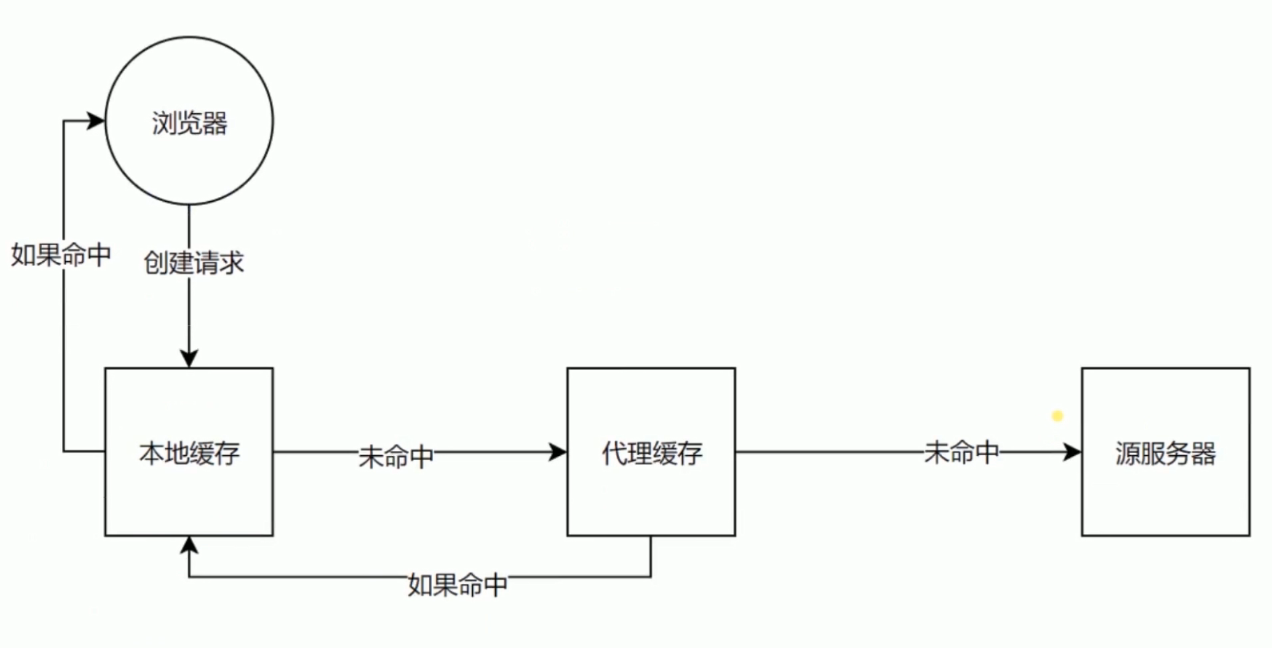 浏览器
如果命中
创建请求
本地缓存
未命中
代理缓存
未命中
源服务器
如果命中